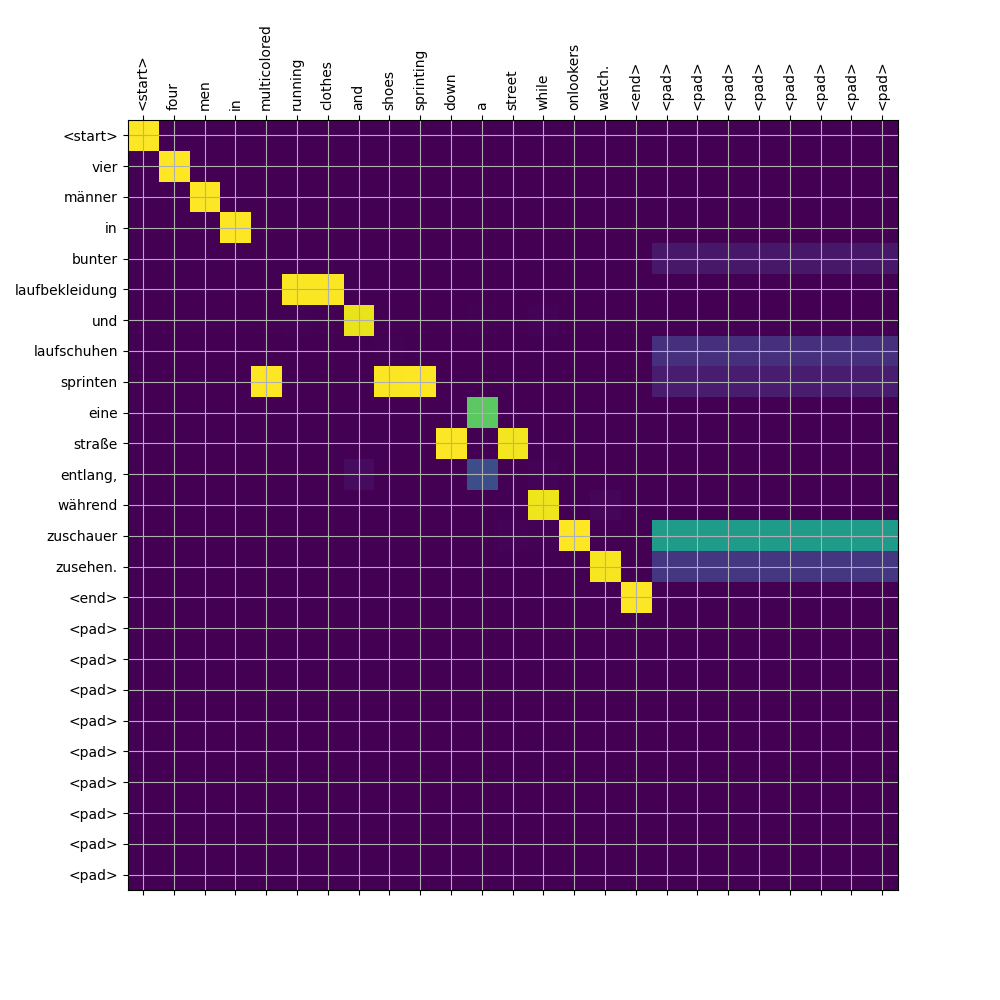 <start> four men in multicolored running clothes and shoes sprinting down a street while onlookers watch. <end> <pad> <pad> <pad> <pad> <pad> <pad> <pad> <pad>
<start>
vier
männer
in
bunter
laufbekleidung
und
laufschuhen
sprinten
eine
straße
entlang,
während
zuschauer
zusehen.
<end>
<pad>
<pad>
<pad>
<pad>
<pad>
<pad>
<pad>
<pad>
<pad>